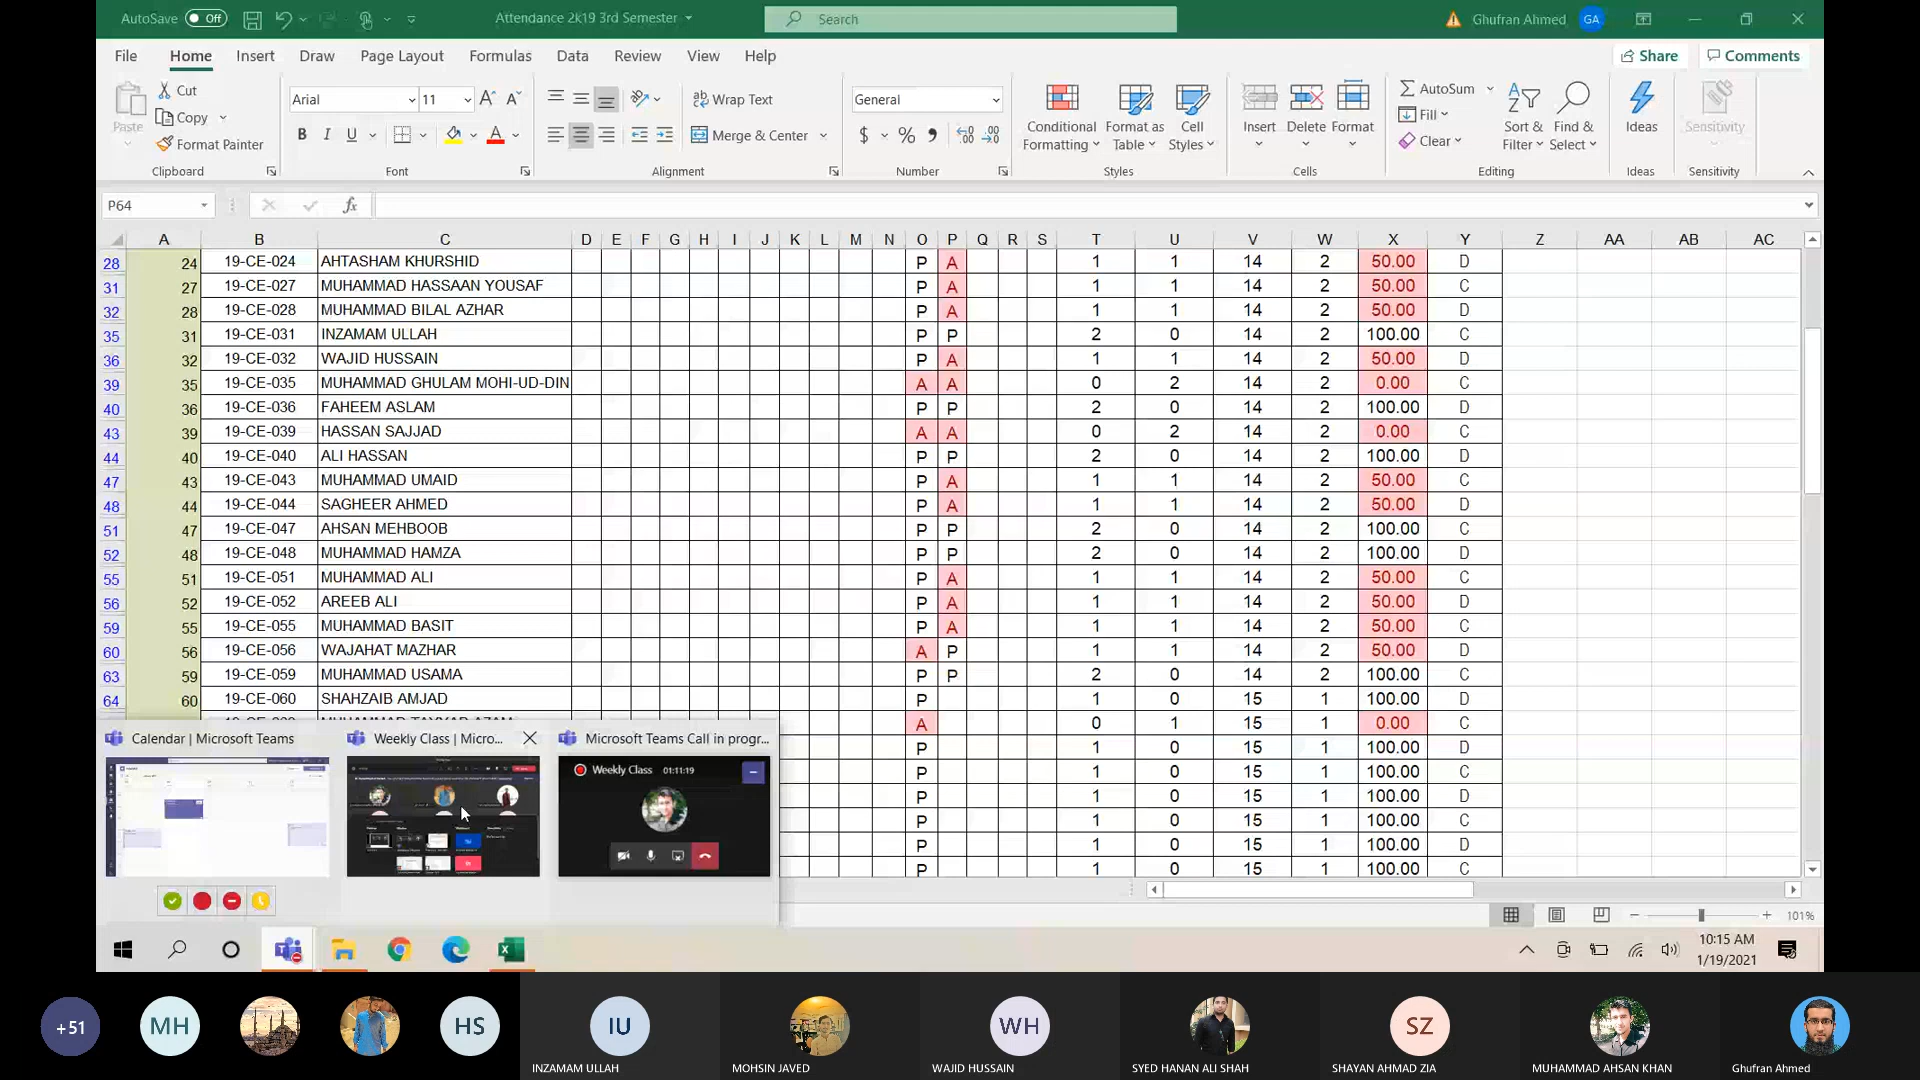 AutoSave Off Attendance 2k19 3rd Semester Search Ghufran Ahmed GA
File Home Insert Draw Page Layout Formulas Data Review View Help Share Comments
Paste Cut Copy Format Painter Clipboard
Arial 11 B I U A Font
Wrap Text Merge & Center Alignment
General $ % Number
Conditional Formatting Format as Table Cell Styles Styles
Insert Delete Format Cells
AutoSum Fill Clear Sort & Filter Find & Select Editing
Ideas Ideas Sensitivity Sensitivity
P64 fx
A B C D E F G H I J K L M N O P Q R S T U V W X Y Z AA AB AC
28 24 19-CE-024 AHTASHAM KHURSHID P A 1 1 14 2 50.00 D
31 27 19-CE-027 MUHAMMAD HASSAAN YOUSAF P A 1 1 14 2 50.00 C
32 28 19-CE-028 MUHAMMAD BILAL AZHAR P A 1 1 14 2 50.00 D
35 31 19-CE-031 INZAMAM ULLAH P P 2 0 14 2 100.00 C
36 32 19-CE-032 WAJID HUSSAIN P A 1 1 14 2 50.00 D
39 35 19-CE-035 MUHAMMAD GHULAM MOHI-UD-DIN A A 0 2 14 2 0.00 C
40 36 19-CE-036 FAHEEM ASLAM P P 2 0 14 2 100.00 D
43 39 19-CE-039 HASSAN SAJJAD A A 0 2 14 2 0.00 C
44 40 19-CE-040 ALI HASSAN P P 2 0 14 2 100.00 D
47 43 19-CE-043 MUHAMMAD UMAID P A 1 1 14 2 50.00 C
48 44 19-CE-044 SAGHEER AHMED P A 1 1 14 2 50.00 D
51 47 19-CE-047 AHSAN MEHBOOB P P 2 0 14 2 100.00 C
52 48 19-CE-048 MUHAMMAD HAMZA P P 2 0 14 2 100.00 D
55 51 19-CE-051 MUHAMMAD ALI P A 1 1 14 2 50.00 C
56 52 19-CE-052 AREEB ALI P A 1 1 14 2 50.00 D
59 55 19-CE-055 MUHAMMAD BASIT P A 1 1 14 2 50.00 C
60 56 19-CE-056 WAJAHAT MAZHAR A P 1 1 14 2 50.00 D
63 59 19-CE-059 MUHAMMAD USAMA P P 2 0 14 2 100.00 C
64 60 19-CE-060 SHAHZAIB AMJAD P 1 0 15 1 100.00 D
A 0 1 15 1 0.00 C
P 1 0 15 1 100.00 D
P 1 0 15 1 100.00 C
P 1 0 15 1 100.00 D
P 1 0 15 1 100.00 C
P 1 0 15 1 100.00 D
P 1 0 15 1 100.00 C
Calendar | Microsoft Teams Weekly Class | Micro... Microsoft Teams Call in progr...
Weekly Class 01:11:19
101%
10:15 AM
1/19/2021
+51 MH HS IU WH SZ
INZAMAM ULLAH MOHSIN JAVED WAJID HUSSAIN SYED HANAN ALI SHAH SHAYAN AHMAD ZIA MUHAMMAD AHSAN KHAN Ghufran Ahmed